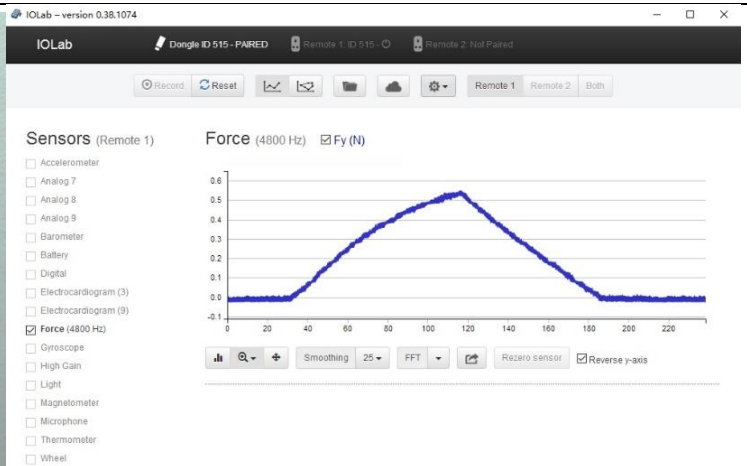 IOLab – version 0.38.1074
IOLab Dongle ID 515 - PAIRED Remote 1: ID 515 - Remote 2: Not Paired
Record Reset Remote 1 Remote 2 Both
Sensors (Remote 1)
Accelerometer
Analog 7
Analog 8
Analog 9
Barometer
Battery
Digital
Electrocardiogram (3)
Electrocardiogram (9)
Force (4800 Hz)
Gyroscope
High Gain
Light
Magnetometer
Microphone
Thermometer
Wheel
Force (4800 Hz) Fy (N)
0.6
0.5
0.4
0.3
0.2
0.1
0.0
-0.1
0 20 40 60 80 100 120 140 160 180 200 220
Smoothing 25 FFT Rezero sensor Reverse y-axis